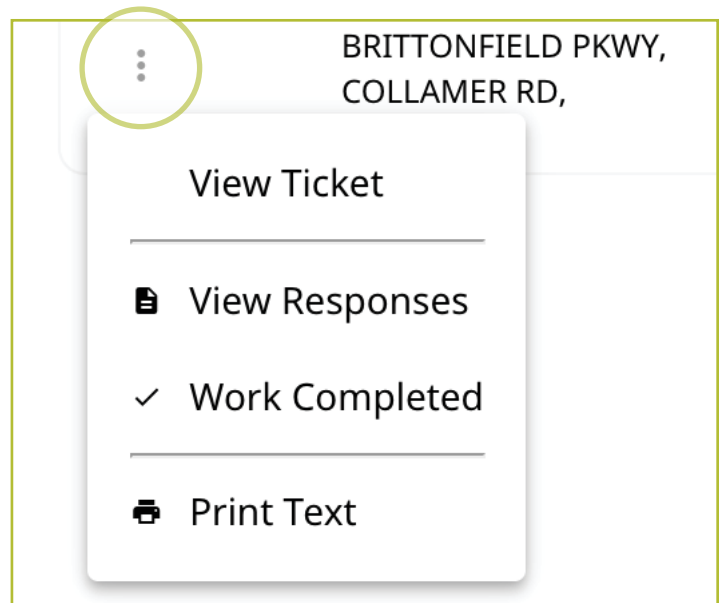 BRITTONFIELD PKWY,
COLLAMER RD,
View Ticket
View Responses
Work Completed
Print Text